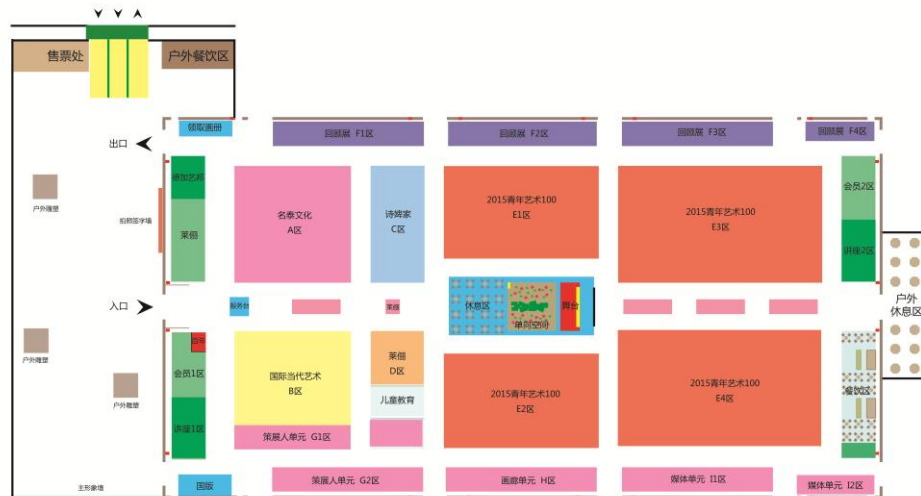 售票处
户外餐饮区
领取画册
回顾展 F1区
回顾展 F2区
回顾展 F3区
回顾展 F4区
出口
德加艺郎
莱俪
拍照签字墙
户外雕塑
名泰文化
A区
诗婢家
C区
2015青年艺术100
E1区
2015青年艺术100
E3区
会员2区
讲座2区
入口
服务台
莱俪
休息区
单向空间
舞台
户外
休息区
户外雕塑
户外雕塑
会员1区
讲座1区
国际当代艺术
B区
策展人单元 G1区
莱俪
D区
儿童教育
2015青年艺术100
E2区
2015青年艺术100
E4区
餐饮区
主形象墙
国版
策展人单元 G2区
画廊单元 H区
媒体单元 I1区
媒体单元 I2区